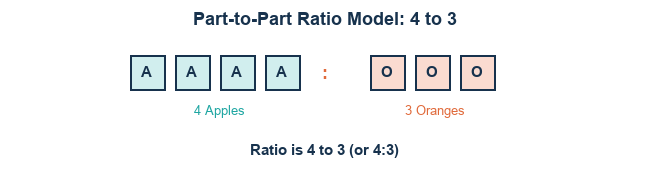 Part-to-Part Ratio Model: 4 to 3
A A A A : O O O
4 Apples 3 Oranges
Ratio is 4 to 3 (or 4:3)